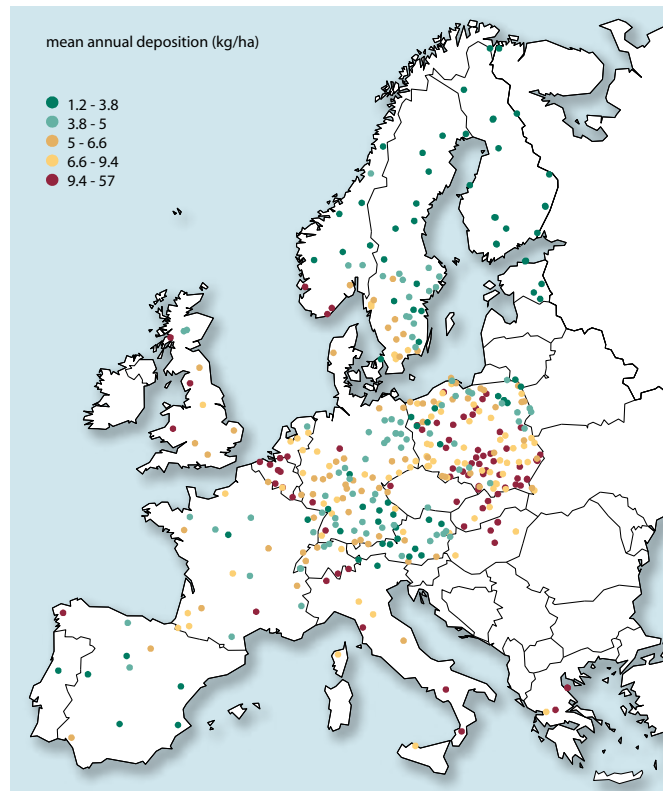 mean annual deposition (kg/ha)
1.2 - 3.8
3.8 - 5
5 - 6.6
6.6 - 9.4
9.4 - 57